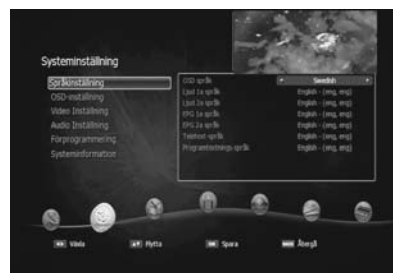 Systeminställning
Språkinställning
OSD-inställning
Video Inställning
Audio Inställning
Förprogrammering
Systeminformation
OSD språk Swedish
Ljud 1a språk English - (eng, eng)
Ljud 2a språk English - (eng, eng)
EPG 1a språk English - (eng, eng)
EPG 2a språk English - (eng, eng)
Teletext-språk English - (eng, eng)
Programtextnings-språk English - (eng, eng)
Växla Flytta OK Spara Återgå